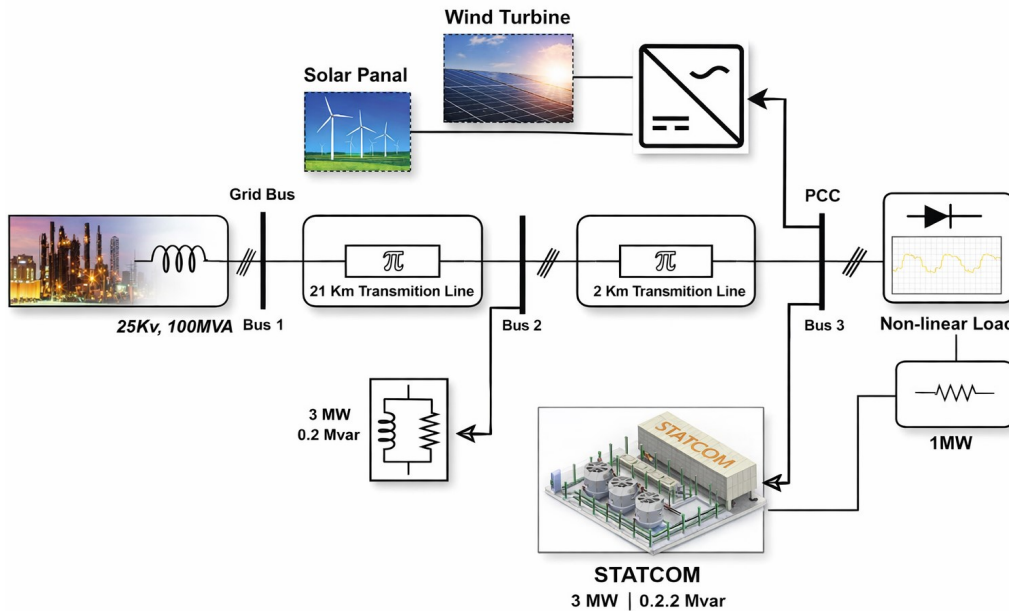 Wind Turbine
Solar Panal
Grid Bus
PCC
π
π
21 Km Transmition Line
2 Km Transmition Line
25Kv, 100MVA
Bus 1
Bus 2
Bus 3
Non-linear Load
3 MW
0.2 Mvar
STATCOM
1MW
STATCOM
3 MW | 0.2.2 Mvar